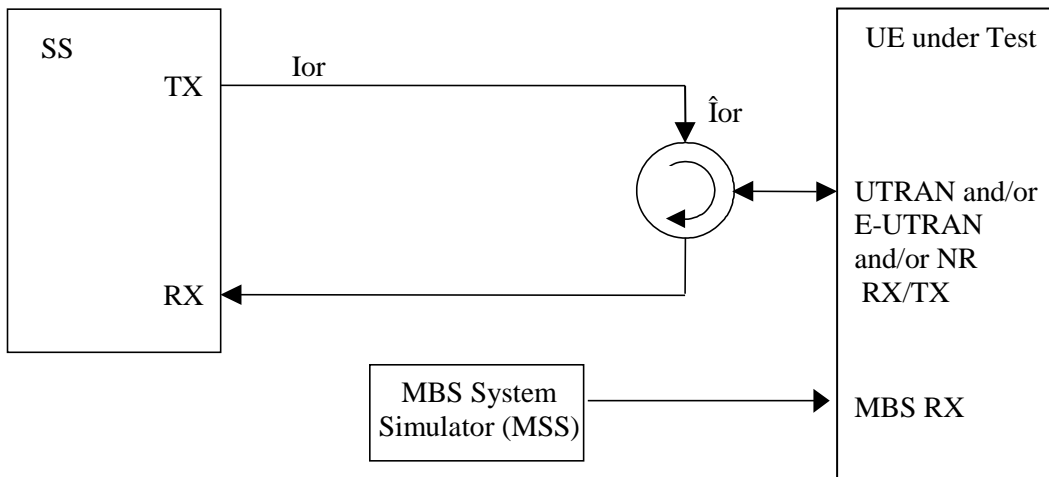 SS
TX
Ior
Îor
RX
UE under Test
UTRAN and/or
E-UTRAN
and/or NR
RX/TX
MBS System
Simulator (MSS)
MBS RX